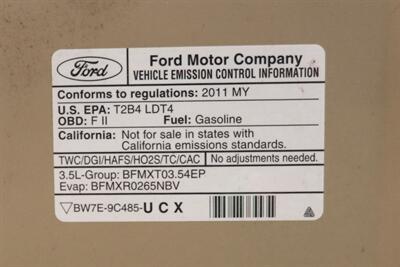 Ford
Ford Motor Company
VEHICLE EMISSION CONTROL INFORMATION
Conforms to regulations: 2011 MY
U.S. EPA: T2B4 LDT4
OBD: F II Fuel: Gasoline
California: Not for sale in states with
California emissions standards.
TWC/DGI/HAFS/HO2S/TC/CAC No adjustments needed.
3.5L-Group: BFMXT03.54EP
Evap: BFMXR0265NBV
BW7E-9C485-UCX